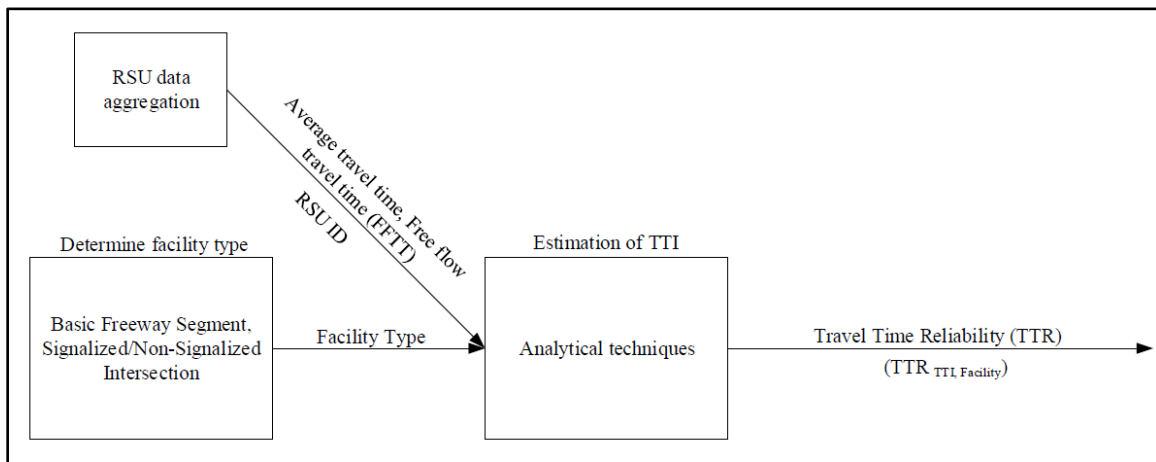 RSU data
aggregation
Average travel time, Free flow
travel time (FFTT)
RSU ID
Determine facility type
Basic Freeway Segment,
Signalized/Non-Signalized
Intersection
Facility Type
Estimation of TTI
Analytical techniques
Travel Time Reliability (TTR)
(TTR TTI, Facility)